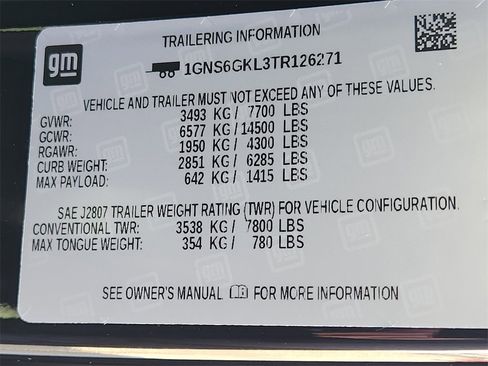 TRAILERING INFORMATION
gm
1GNS6GKL3TR126271
VEHICLE AND TRAILER MUST NOT EXCEED ANY OF THESE VALUES.
GVWR: 3493 KG / 7700 LBS
GCWR: 6577 KG / 14500 LBS
RGAWR: 1950 KG / 4300 LBS
CURB WEIGHT: 2851 KG / 6285 LBS
MAX PAYLOAD: 642 KG / 1415 LBS
SAE J2807 TRAILER WEIGHT RATING (TWR) FOR VEHICLE CONFIGURATION.
CONVENTIONAL TWR: 3538 KG / 7800 LBS
MAX TONGUE WEIGHT: 354 KG / 780 LBS
SEE OWNER'S MANUAL FOR MORE INFORMATION